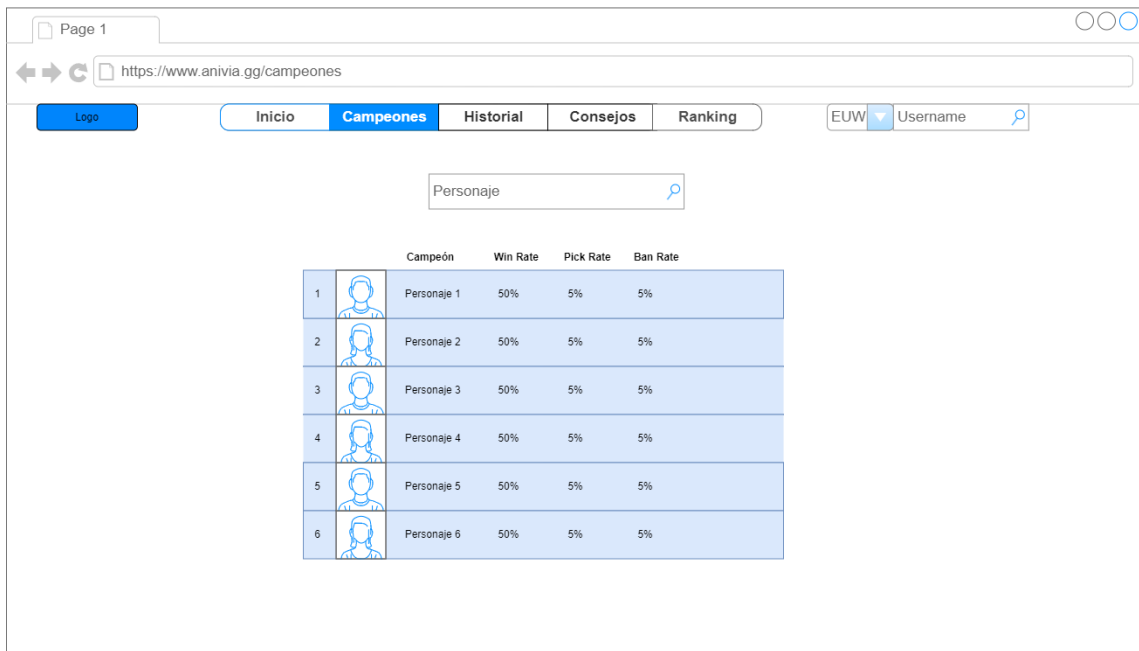 Page 1
https://www.anivia.gg/campeones
Logo Inicio Campeones Historial Consejos Ranking EUW Username
Personaje
Campeón Win Rate Pick Rate Ban Rate
1 Personaje 1 50% 5% 5%
2 Personaje 2 50% 5% 5%
3 Personaje 3 50% 5% 5%
4 Personaje 4 50% 5% 5%
5 Personaje 5 50% 5% 5%
6 Personaje 6 50% 5% 5%